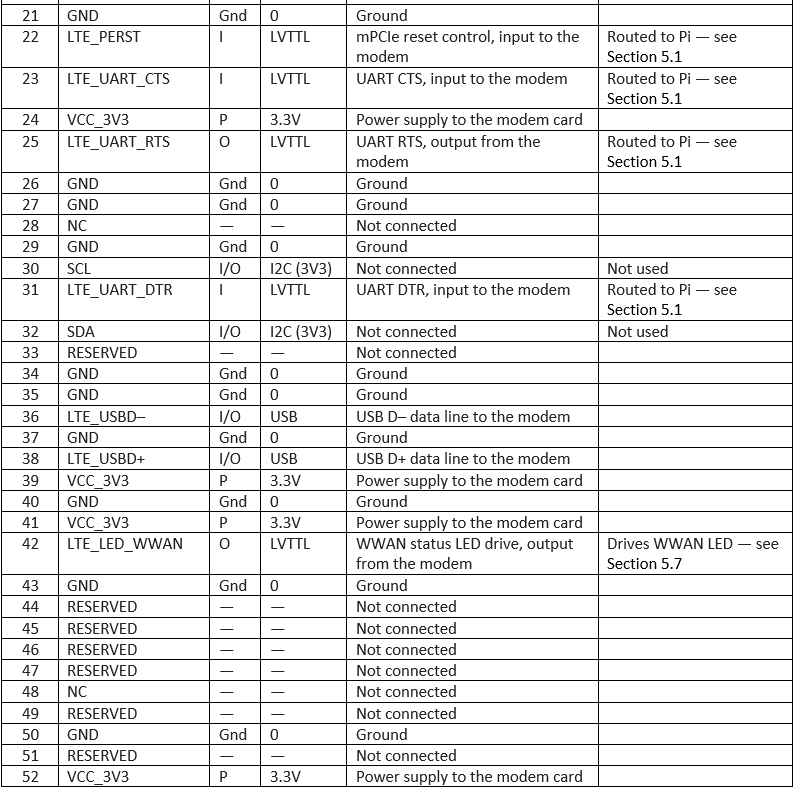 21 GND Gnd 0 Ground
22 LTE_PERST I LVTTL mPCIe reset control, input to the Routed to Pi — see
modem Section 5.1
23 LTE_UART_CTS I LVTTL UART CTS, input to the modem Routed to Pi — see
Section 5.1
24 VCC_3V3 P 3.3V Power supply to the modem card
25 LTE_UART_RTS O LVTTL UART RTS, output from the Routed to Pi — see
modem Section 5.1
26 GND Gnd 0 Ground
27 GND Gnd 0 Ground
28 NC — — Not connected
29 GND Gnd 0 Ground
30 SCL I/O I2C (3V3) Not connected Not used
31 LTE_UART_DTR I LVTTL UART DTR, input to the modem Routed to Pi — see
Section 5.1
32 SDA I/O I2C (3V3) Not connected Not used
33 RESERVED — — Not connected
34 GND Gnd 0 Ground
35 GND Gnd 0 Ground
36 LTE_USBD– I/O USB USB D– data line to the modem
37 GND Gnd 0 Ground
38 LTE_USBD+ I/O USB USB D+ data line to the modem
39 VCC_3V3 P 3.3V Power supply to the modem card
40 GND Gnd 0 Ground
41 VCC_3V3 P 3.3V Power supply to the modem card
42 LTE_LED_WWAN O LVTTL WWAN status LED drive, output Drives WWAN LED — see
from the modem Section 5.7
43 GND Gnd 0 Ground
44 RESERVED — — Not connected
45 RESERVED — — Not connected
46 RESERVED — — Not connected
47 RESERVED — — Not connected
48 NC — — Not connected
49 RESERVED — — Not connected
50 GND Gnd 0 Ground
51 RESERVED — — Not connected
52 VCC_3V3 P 3.3V Power supply to the modem card